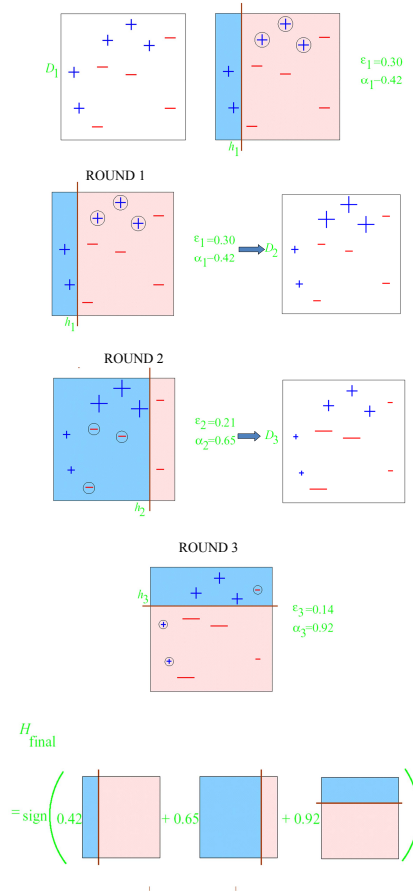 D1
ε1=0.30
α1=0.42
h1
ROUND 1
ε1=0.30
α1=0.42
D2
h1
ROUND 2
ε2=0.21
α2=0.65
D3
h2
ROUND 3
h3
ε3=0.14
α3=0.92
H
final
= sign ( 0.42 + 0.65 + 0.92 )